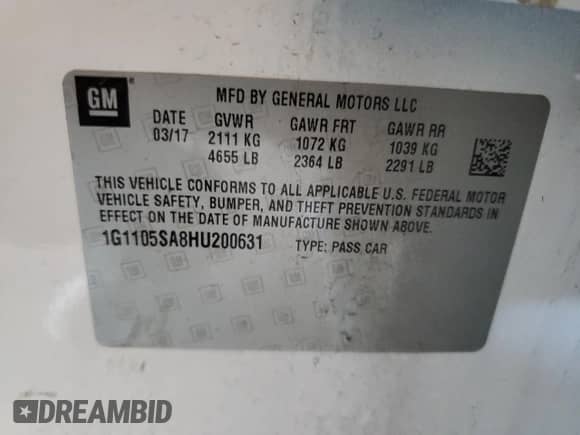 GM
MFD BY GENERAL MOTORS LLC
DATE GVWR GAWR FRT GAWR RR
03/17 2111 KG 1072 KG 1039 KG
4655 LB 2364 LB 2291 LB
THIS VEHICLE CONFORMS TO ALL APPLICABLE U.S. FEDERAL MOTOR
VEHICLE SAFETY, BUMPER, AND THEFT PREVENTION STANDARDS IN
EFFECT ON THE DATE OF MANUFACTURE SHOWN ABOVE.
1G1105SA8HU200631 TYPE: PASS CAR
DREAMBID